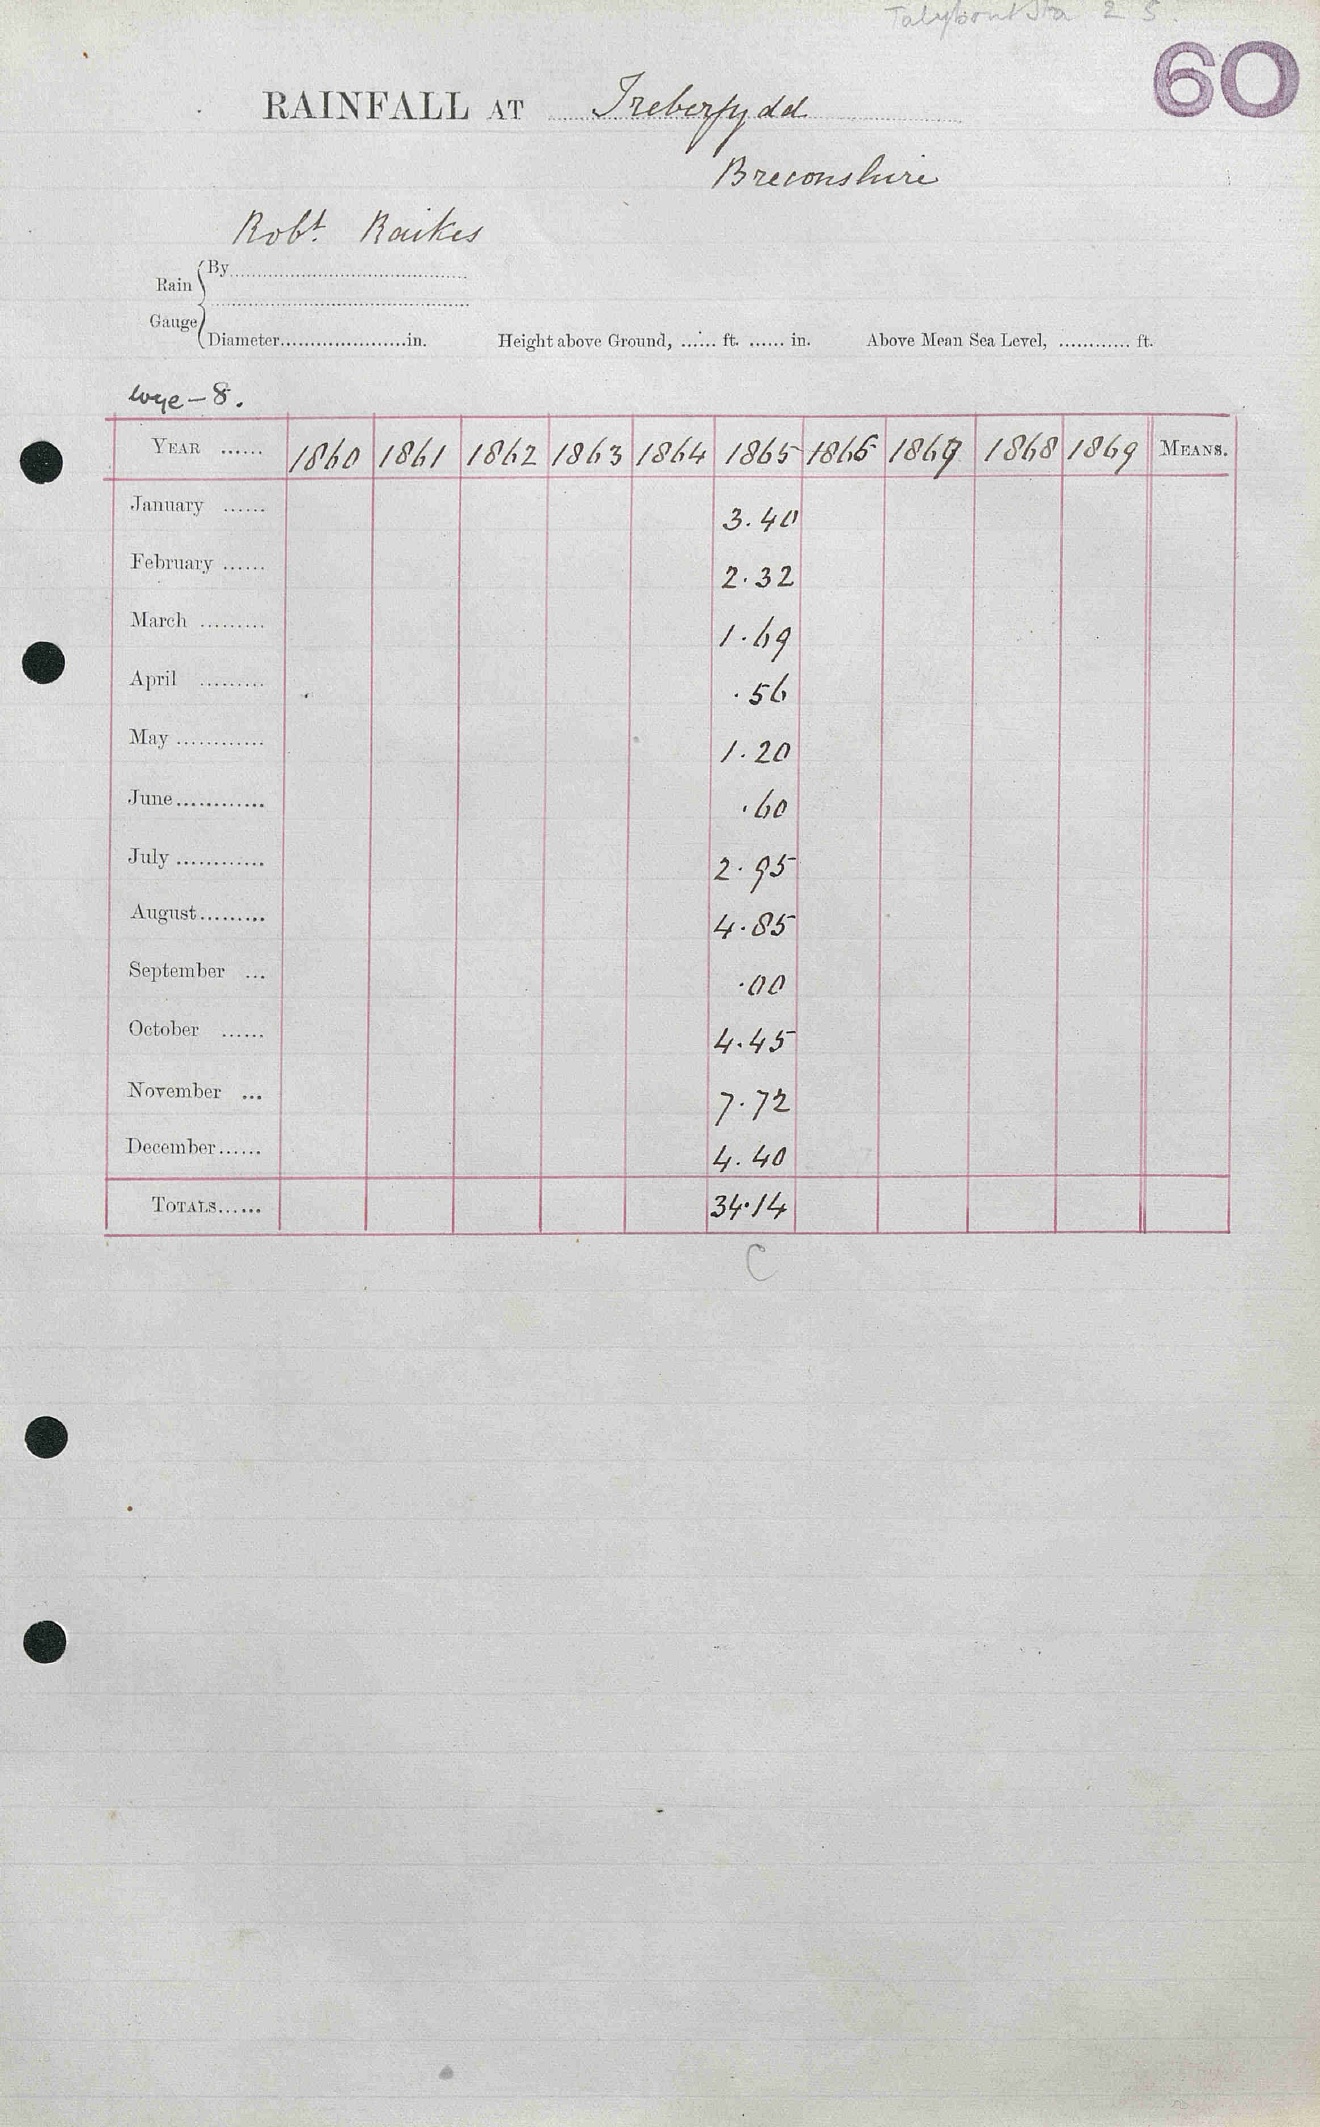 Talybont Sta 2 S.
60
RAINFALL AT Treberfydd
Breconshire
Robt. Raikes
Rain Gauge
By
Diameter.....................in. Height above Ground, ...... ft. ...... in. Above Mean Sea Level, ............ ft.
Wye – 8.
YEAR ...... 1860 1861 1862 1863 1864 1865 1866 1867 1868 1869 MEANS.
January ...... 3.40
February ...... 2.32
March ......... 1.69
April ......... .56
May ............ 1.20
June............ .60
July ............ 2.95
August......... 4.85
September ... .00
October ...... 4.45
November ... 7.72
December...... 4.40
TOTALS...... 34.14
C